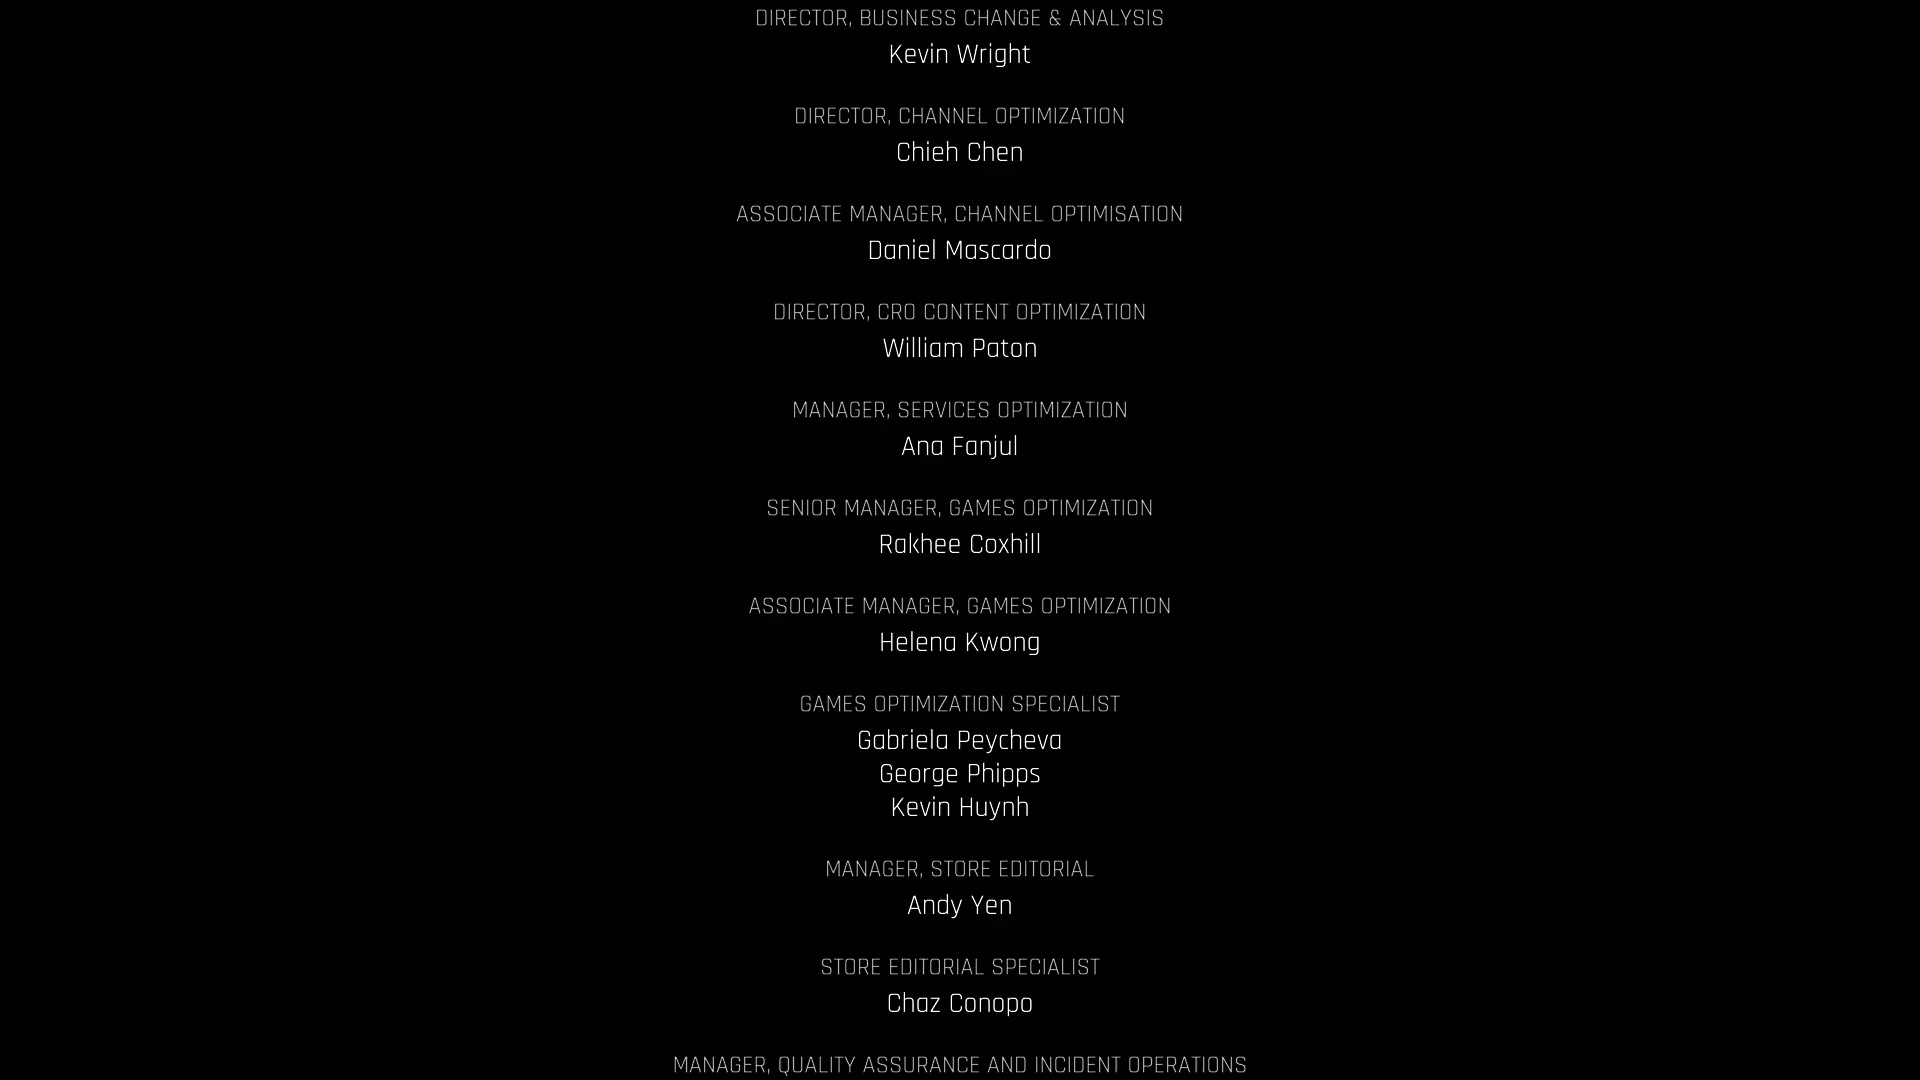 DIRECTOR, BUSINESS CHANGE & ANALYSIS
Kevin Wright
DIRECTOR, CHANNEL OPTIMIZATION
Chieh Chen
ASSOCIATE MANAGER, CHANNEL OPTIMISATION
Daniel Mascardo
DIRECTOR, CRO CONTENT OPTIMIZATION
William Paton
MANAGER, SERVICES OPTIMIZATION
Ana Fanjul
SENIOR MANAGER, GAMES OPTIMIZATION
Rakhee Coxhill
ASSOCIATE MANAGER, GAMES OPTIMIZATION
Helena Kwong
GAMES OPTIMIZATION SPECIALIST
Gabriela Peycheva
George Phipps
Kevin Huynh
MANAGER, STORE EDITORIAL
Andy Yen
STORE EDITORIAL SPECIALIST
Chaz Conopo
MANAGER, QUALITY ASSURANCE AND INCIDENT OPERATIONS